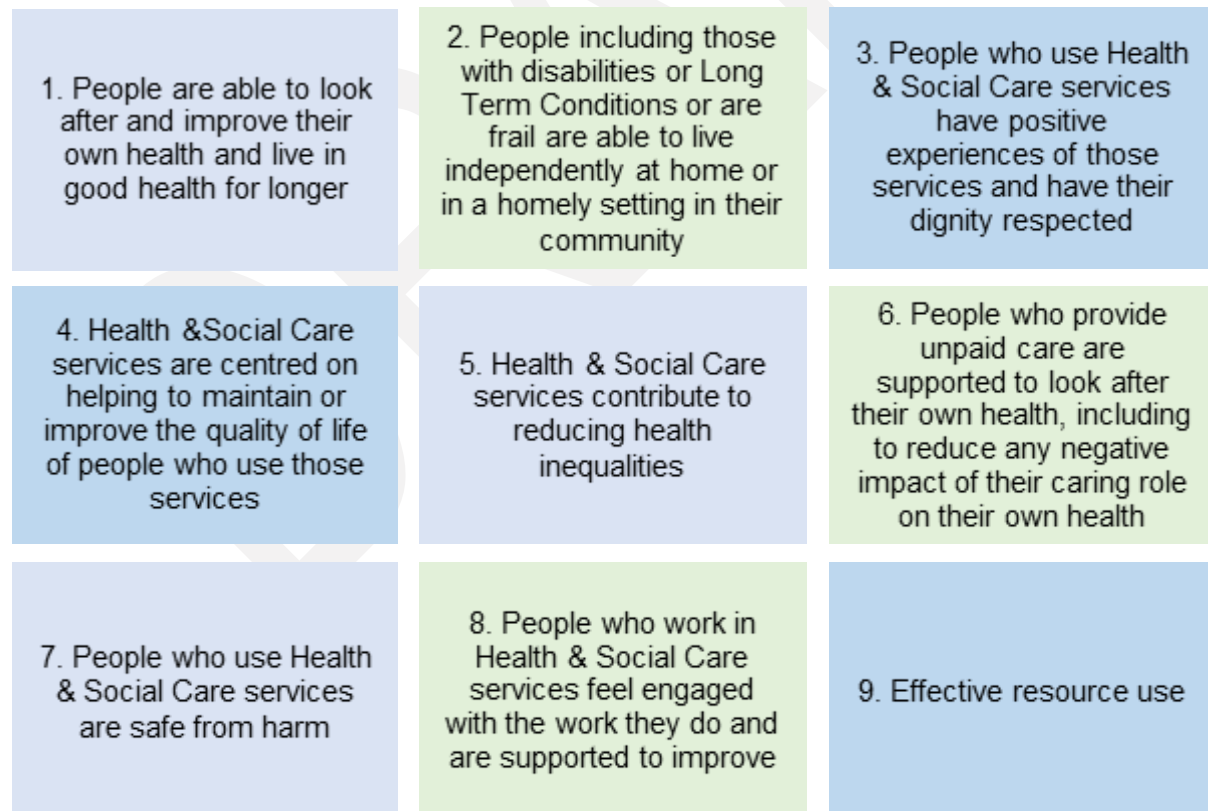 1. People are able to look
after and improve their
own health and live in
good health for longer
2. People including those
with disabilities or Long
Term Conditions or are
frail are able to live
independently at home or
in a homely setting in their
community
3. People who use Health
& Social Care services
have positive
experiences of those
services and have their
dignity respected
4. Health &Social Care
services are centred on
helping to maintain or
improve the quality of life
of people who use those
services
5. Health & Social Care
services contribute to
reducing health
inequalities
6. People who provide
unpaid care are
supported to look after
their own health, including
to reduce any negative
impact of their caring role
on their own health
7. People who use Health
& Social Care services
are safe from harm
8. People who work in
Health & Social Care
services feel engaged
with the work they do and
are supported to improve
9. Effective resource use